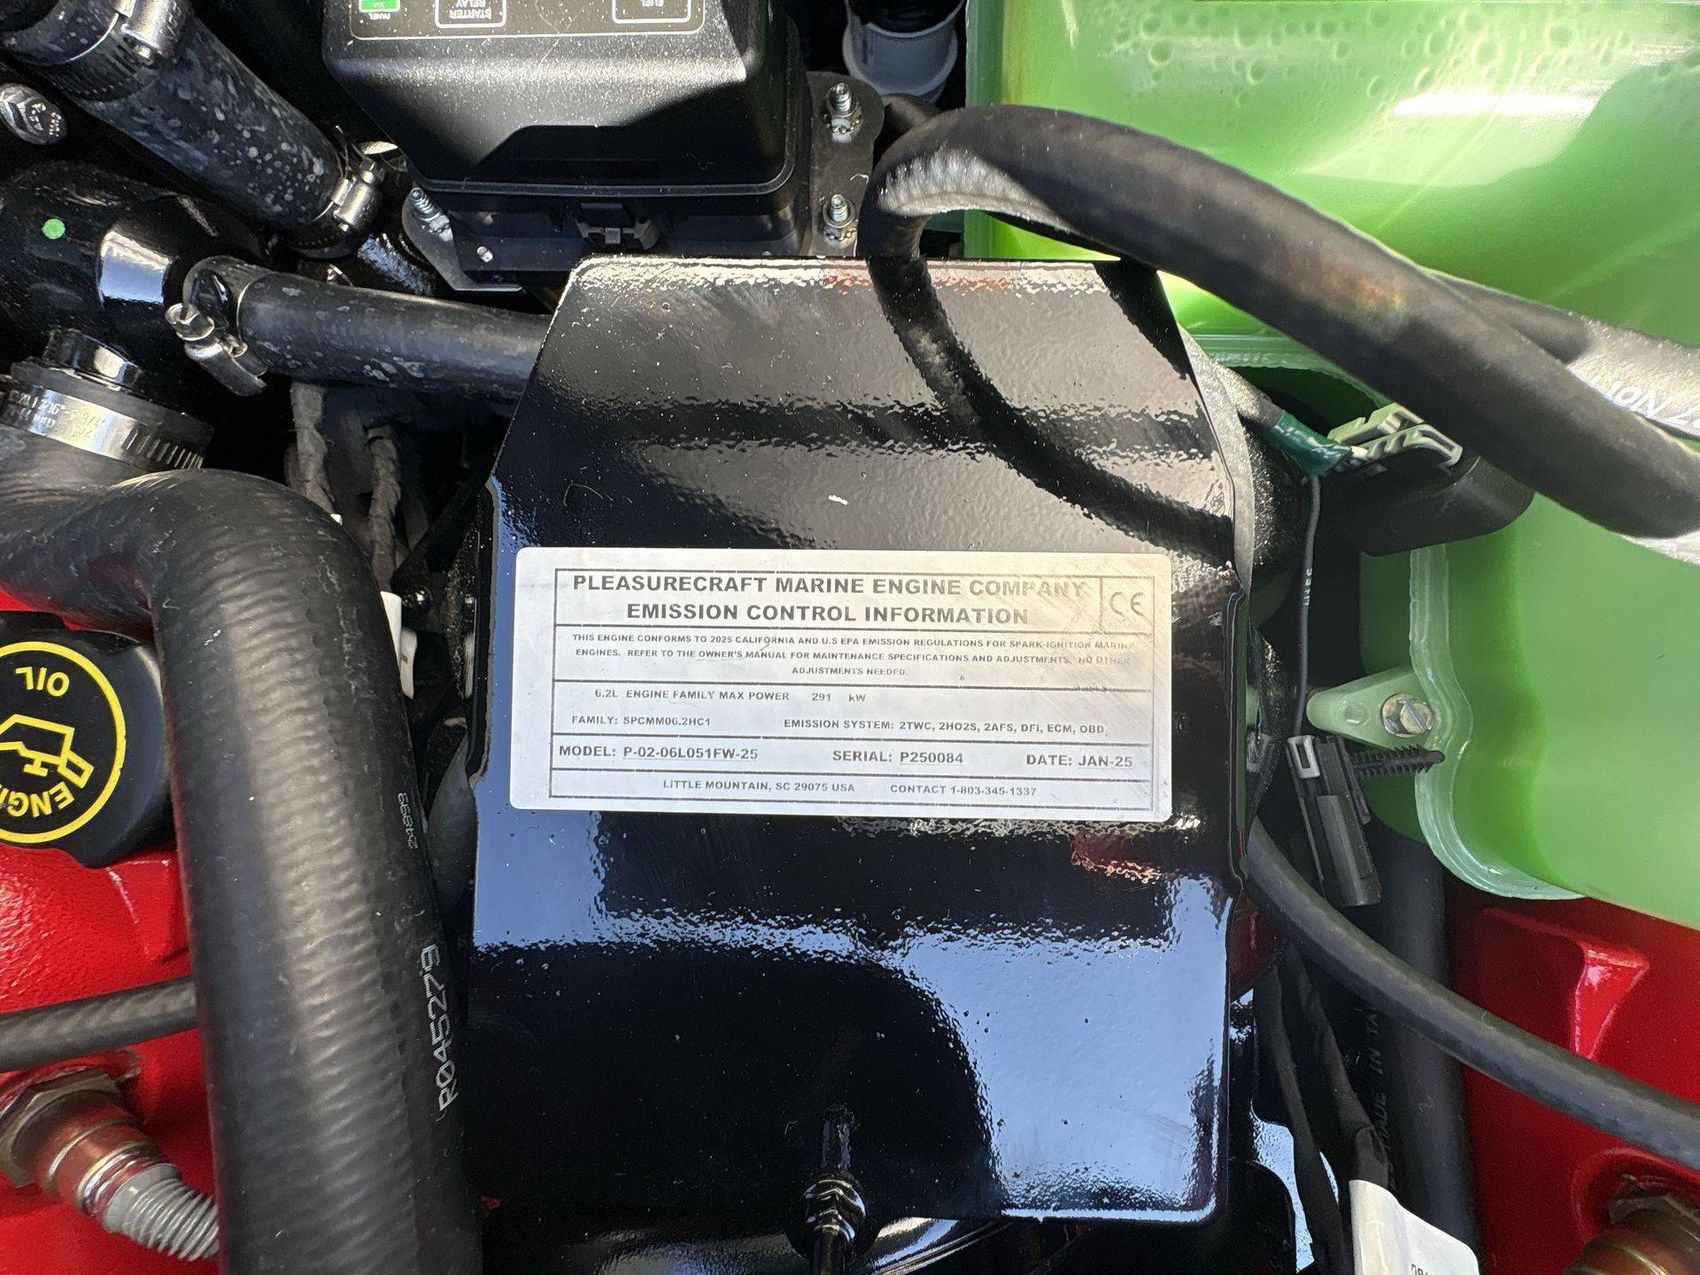 STARTER
RELAY
FUEL
PLEASURECRAFT MARINE ENGINE COMPANY
EMISSION CONTROL INFORMATION
CE
THIS ENGINE CONFORMS TO 2025 CALIFORNIA AND U.S EPA EMISSION REGULATIONS FOR SPARK-IGNITION MARINE
ENGINES. REFER TO THE OWNER'S MANUAL FOR MAINTENANCE SPECIFICATIONS AND ADJUSTMENTS. NO OTHER
ADJUSTMENTS NEEDED.
6.2L ENGINE FAMILY MAX POWER 291 kW
FAMILY: SPCMM06.2HC1 EMISSION SYSTEM: 2TWC, 2HO2S, 2AFS, DFI, ECM, OBD
MODEL: P-02-06L051FW-25 SERIAL: P250084 DATE: JAN-25
LITTLE MOUNTAIN, SC 29075 USA CONTACT 1-803-345-1337
OIL
R045279
MADE IN